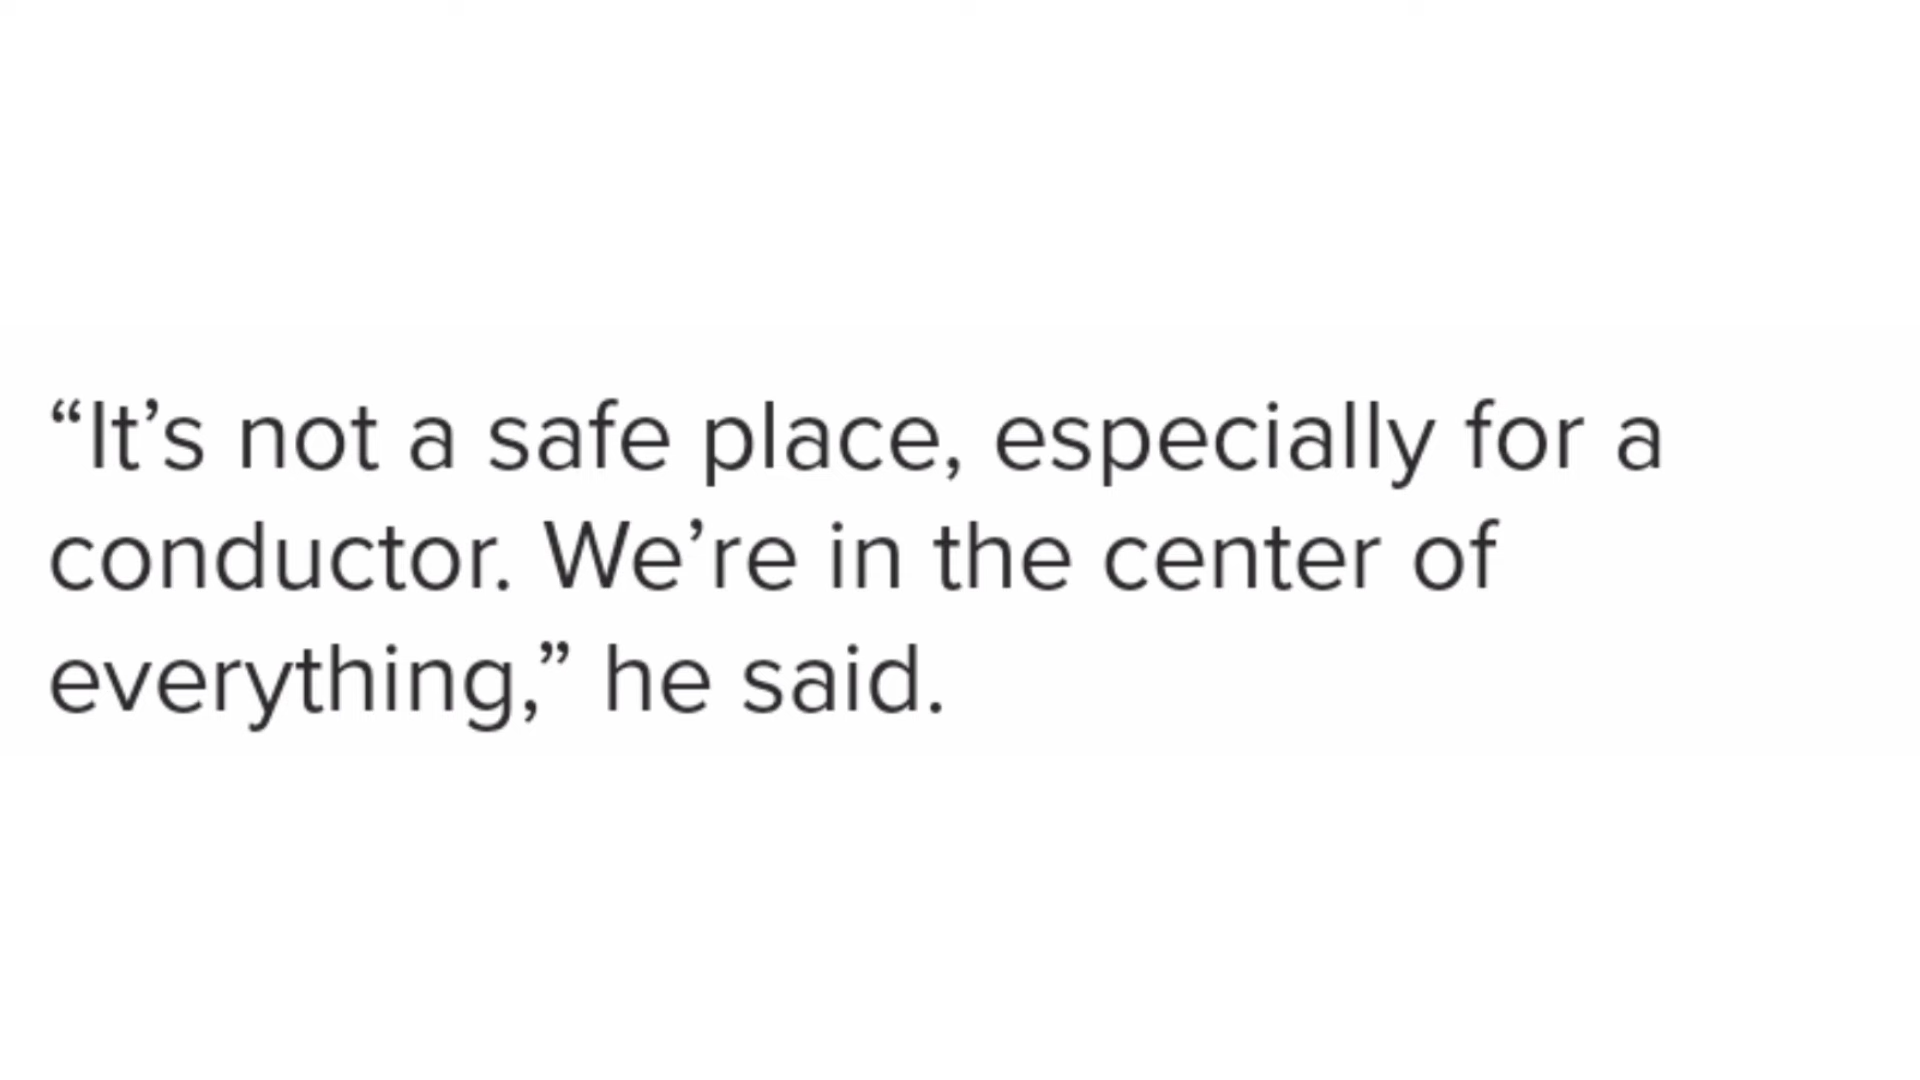 “It’s not a safe place, especially for a
conductor. We’re in the center of
everything,” he said.